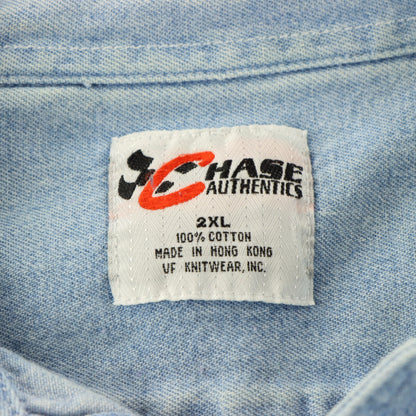 CHASE
AUTHENTICS
2XL
100% COTTON
MADE IN HONG KONG
VF KNITWEAR, INC.